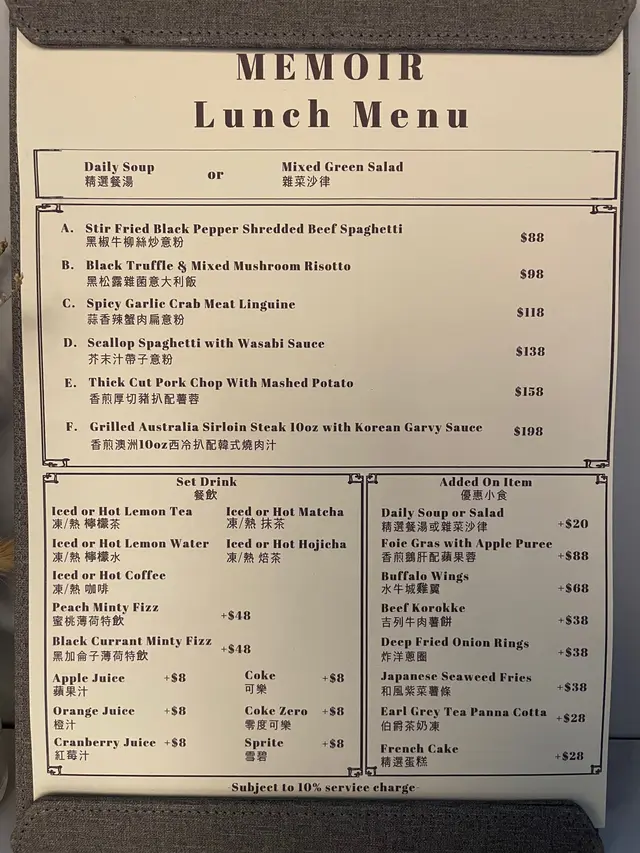 MEMOIR
Lunch Menu
Daily Soup or Mixed Green Salad
精選餐湯 雜菜沙律
A. Stir Fried Black Pepper Shredded Beef Spaghetti $88
黑椒牛柳絲炒意粉
B. Black Truffle & Mixed Mushroom Risotto $98
黑松露雜菌意大利飯
C. Spicy Garlic Crab Meat Linguine $118
蒜香辣蟹肉扁意粉
D. Scallop Spaghetti with Wasabi Sauce $138
芥末汁帶子意粉
E. Thick Cut Pork Chop With Mashed Potato $158
香煎厚切豬扒配薯蓉
F. Grilled Australia Sirloin Steak 10oz with Korean Garvy Sauce $198
香煎澳洲10oz西冷扒配韓式燒肉汁
Set Drink
餐飲
Iced or Hot Lemon Tea Iced or Hot Matcha
凍/熱 檸檬茶 凍/熱 抹茶
Iced or Hot Lemon Water Iced or Hot Hojicha
凍/熱 檸檬水 凍/熱 焙茶
Iced or Hot Coffee
凍/熱 咖啡
Peach Minty Fizz +$48
蜜桃薄荷特飲
Black Currant Minty Fizz +$48
黑加侖子薄荷特飲
Apple Juice +$8 Coke +$8
蘋果汁 可樂
Orange Juice +$8 Coke Zero +$8
橙汁 零度可樂
Cranberry Juice +$8 Sprite +$8
紅莓汁 雪碧
Added On Item
優惠小食
Daily Soup or Salad +$20
精選餐湯或雜菜沙律
Foie Gras with Apple Puree +$88
香煎鵝肝配蘋果蓉
Buffalo Wings +$68
水牛城雞翼
Beef Korokke +$38
吉列牛肉薯餅
Deep Fried Onion Rings +$38
炸洋蔥圈
Japanese Seaweed Fries +$38
和風紫菜薯條
Earl Grey Tea Panna Cotta +$28
伯爵茶奶凍
French Cake +$28
精選蛋糕
-Subject to 10% service charge-